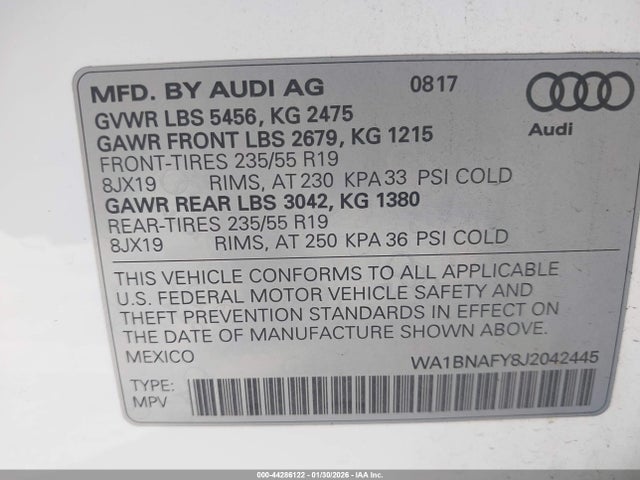 MFD. BY AUDI AG 0817
GVWR LBS 5456, KG 2475
GAWR FRONT LBS 2679, KG 1215
FRONT-TIRES 235/55 R19
8JX19 RIMS, AT 230 KPA 33 PSI COLD
GAWR REAR LBS 3042, KG 1380
REAR-TIRES 235/55 R19
8JX19 RIMS, AT 250 KPA 36 PSI COLD
Audi
THIS VEHICLE CONFORMS TO ALL APPLICABLE
U.S. FEDERAL MOTOR VEHICLE SAFETY AND
THEFT PREVENTION STANDARDS IN EFFECT ON
THE DATE OF MANUFACTURE SHOWN ABOVE.
MEXICO WA1BNAFY8J2042445
TYPE:
MPV
000-44286122 - 01/30/2026 - IAA Inc.